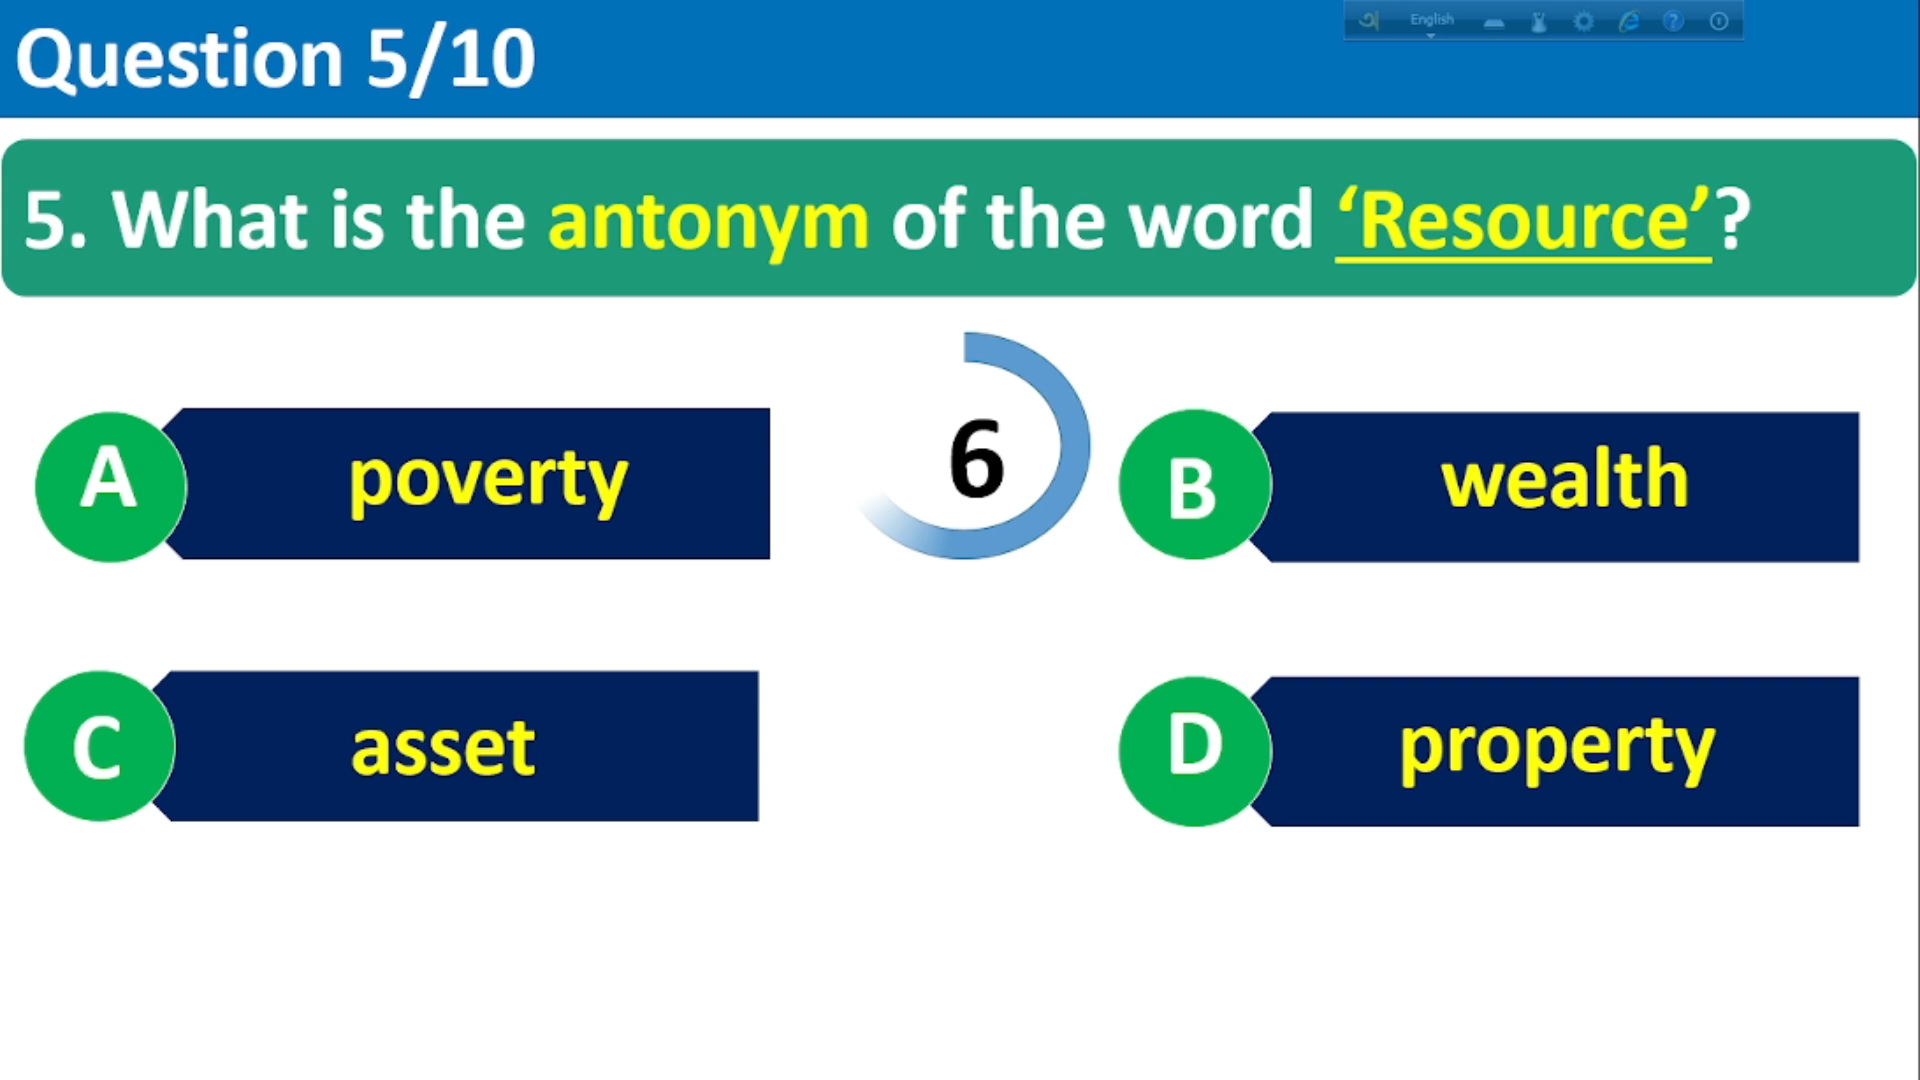 English
Question 5/10
5. What is the antonym of the word ‘Resource’?
6
A poverty
B wealth
C asset
D property